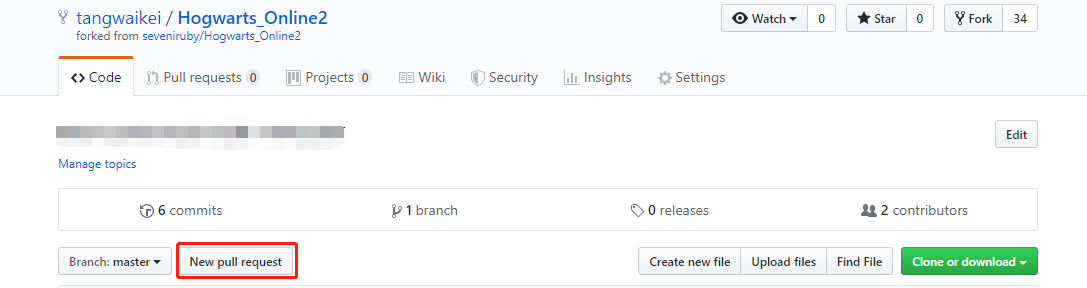 tangwaikei / Hogwarts_Online2
Watch 0 Star 0 Fork 34
forked from seveniruby/Hogwarts_Online2
Code Pull requests 0 Projects 0 Wiki Security Insights Settings
Edit
Manage topics
6 commits 1 branch 0 releases 2 contributors
Branch: master New pull request Create new file Upload files Find File Clone or download